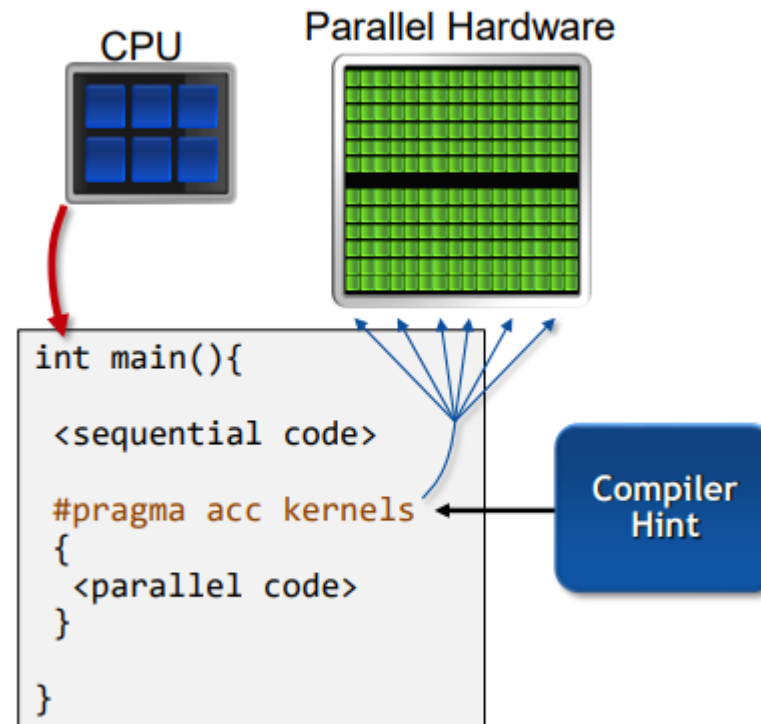 CPU
Parallel Hardware
int main(){
<sequential code>
#pragma acc kernels
{
<parallel code>
}
}
Compiler
Hint